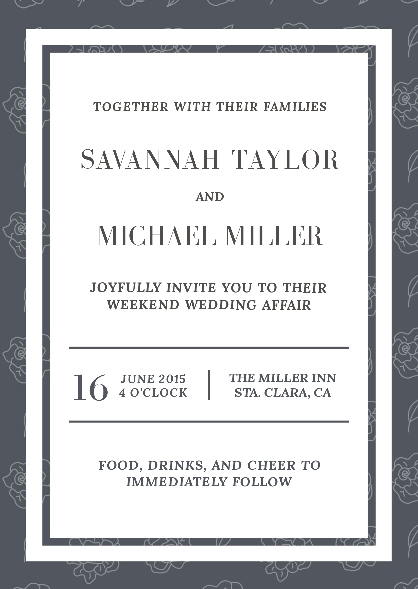 TOGETHER WITH THEIR FAMILIES
SAVANNAH TAYLOR
AND
MICHAEL MILLER
JOYFULLY INVITE YOU TO THEIR
WEEKEND WEDDING AFFAIR
16
JUNE 2015
4 O'CLOCK
THE MILLER INN
STA. CLARA, CA
FOOD, DRINKS, AND CHEER TO
IMMEDIATELY FOLLOW